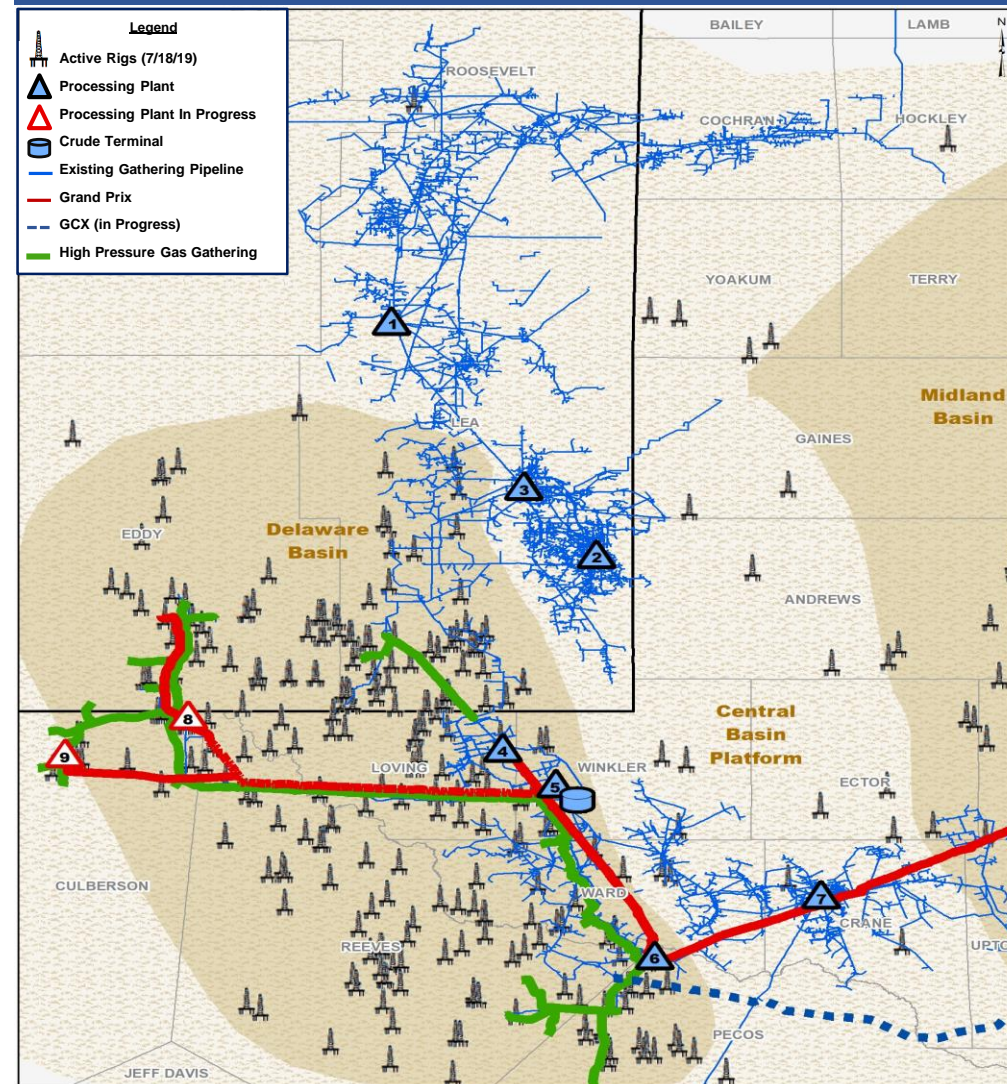 Legend
Active Rigs (7/18/19)
Processing Plant
Processing Plant In Progress
Crude Terminal
Existing Gathering Pipeline
Grand Prix
GCX (in Progress)
High Pressure Gas Gathering
N
BAILEY
LAMB
ROOSEVELT
COCHRAN
HOCKLEY
YOAKUM
TERRY
1
Midland
Basin
LEA
GAINES
3
EDDY
Delaware
Basin
2
ANDREWS
Central
Basin
Platform
8
9
4
LOVING
WINKLER
5
ECTOR
CULBERSON
WARD
7
CRANE
REEVES
UPTO
6
PECOS
JEFF DAVIS